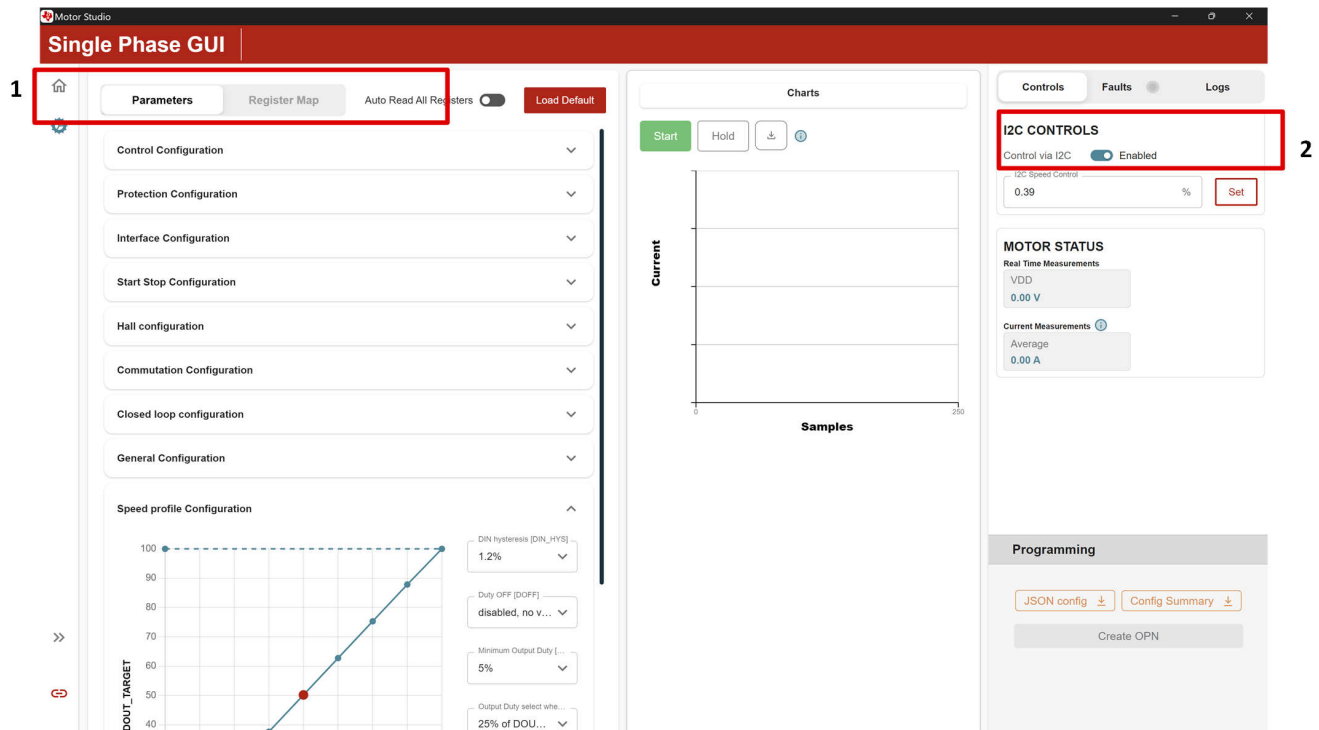 Motor Studio
Single Phase GUI
1
Parameters
Register Map
Auto Read All Registers
Load Default
Control Configuration
Protection Configuration
Interface Configuration
Start Stop Configuration
Hall configuration
Commutation Configuration
Closed loop configuration
General Configuration
Speed profile Configuration
100
90
80
70
60
50
40
DOUT_TARGET
DIN hysteresis [DIN_HYS]
1.2%
Duty OFF [DOFF]
disabled, no v...
Minimum Output Duty [...
5%
Output Duty select whe...
25% of DOU...
Charts
Start
Hold
Current
0
250
Samples
Controls
Faults
Logs
I2C CONTROLS
Control via I2C
Enabled
2
I2C Speed Control
0.39
%
Set
MOTOR STATUS
Real Time Measurements
VDD
0.00 V
Current Measurements
Average
0.00 A
Programming
JSON config
Config Summary
Create OPN